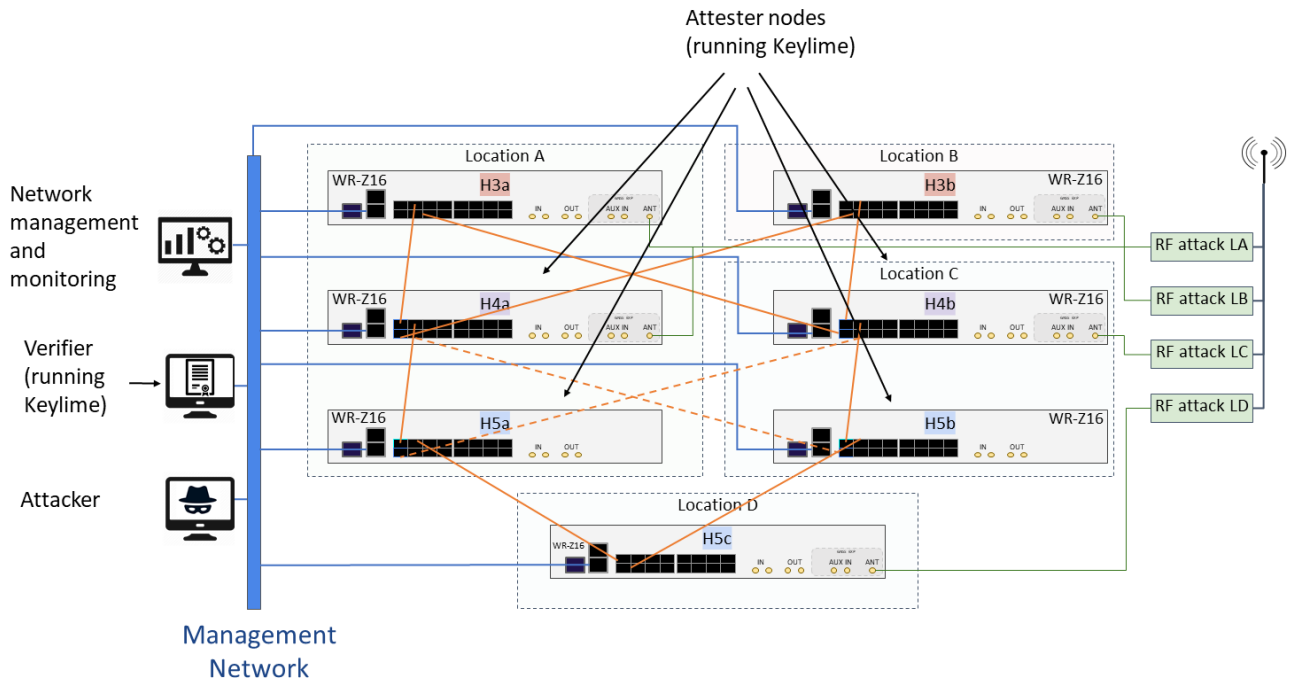 Attester nodes
(running Keylime)
Location A
Location B
WR-Z16
H3a
IN
OUT
AUX IN
ANT
H3b
WR-Z16
IN
OUT
AUX IN
ANT
Network
management
and
monitoring
RF attack LA
Location C
WR-Z16
H4a
IN
OUT
AUX IN
ANT
H4b
WR-Z16
IN
OUT
AUX IN
ANT
RF attack LB
Verifier
(running
Keylime)
RF attack LC
RF attack LD
WR-Z16
H5a
IN
OUT
H5b
WR-Z16
IN
OUT
Attacker
Location D
WR-Z16
H5c
IN
OUT
AUX IN
ANT
Management
Network